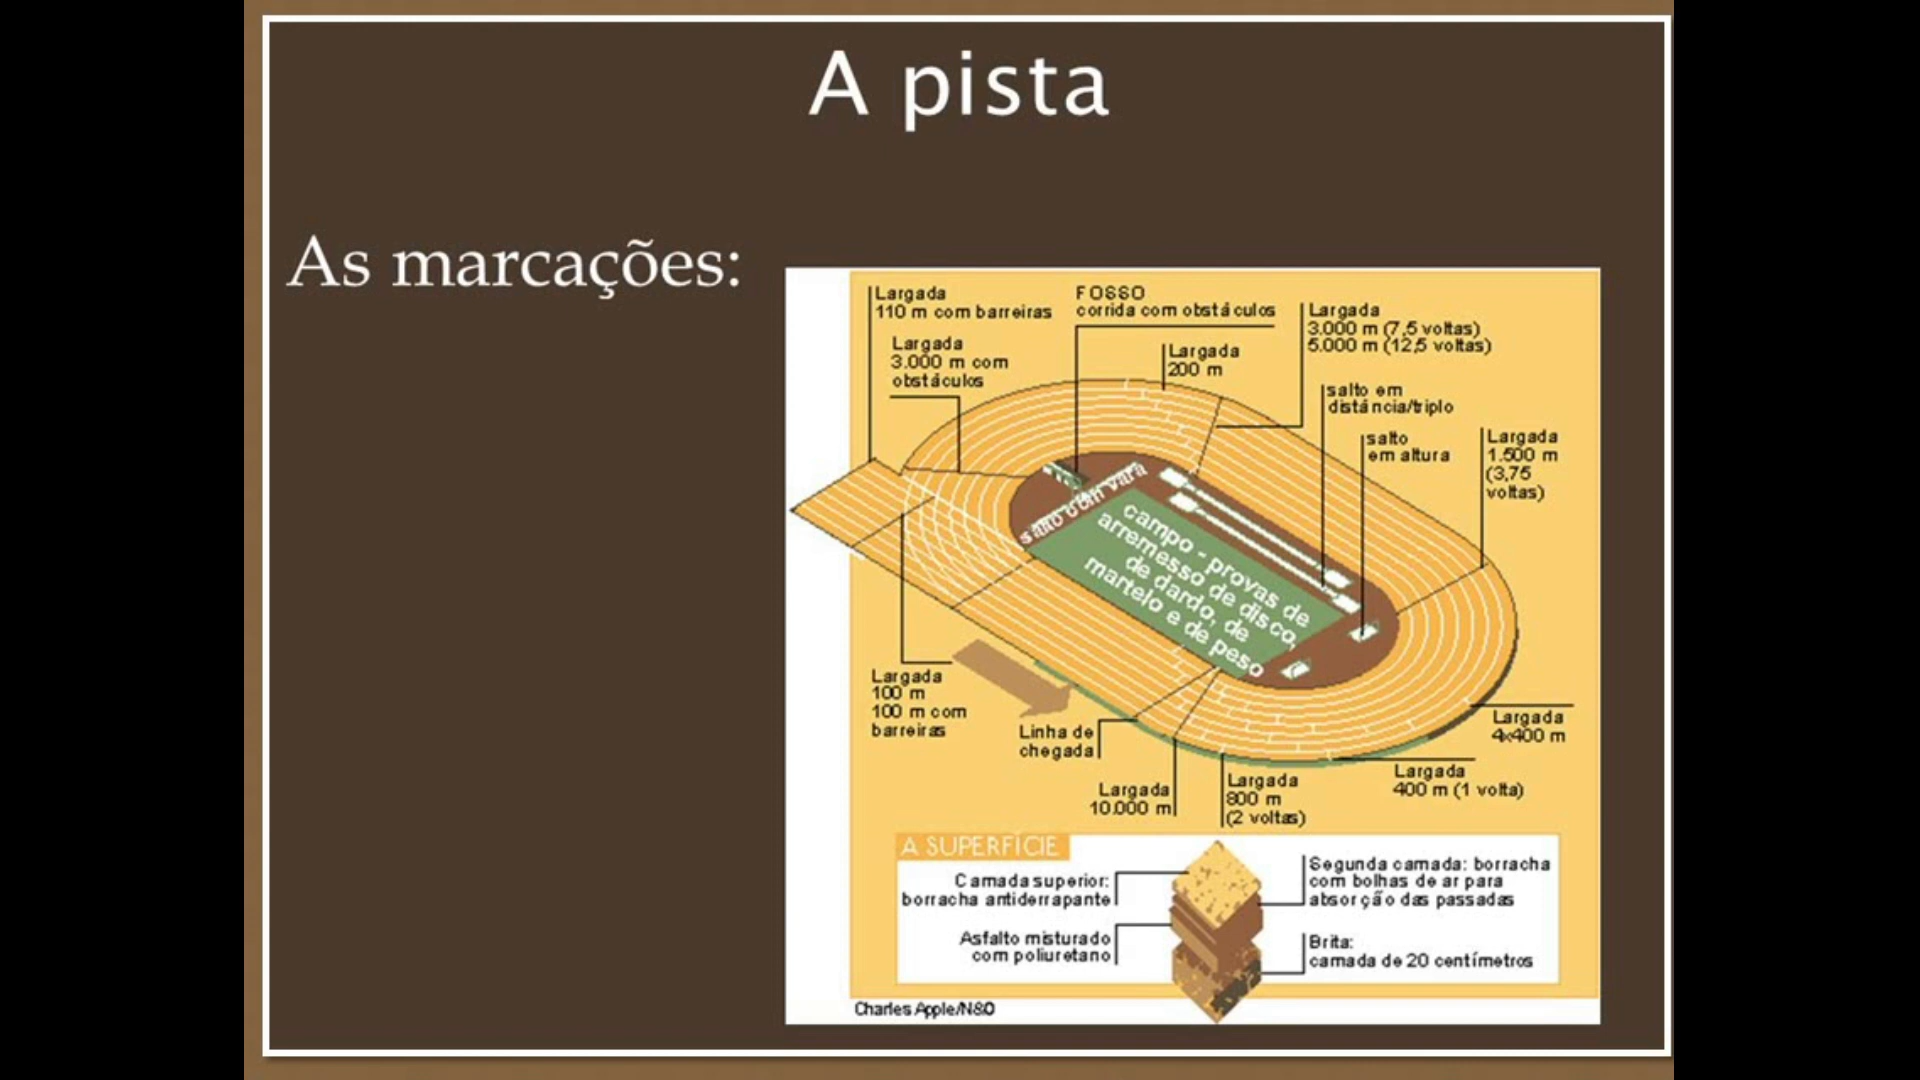 A pista
As marcações:
Largada
110 m com barreiras
FOSSO
corrida com obstáculos
Largada
3.000 m (7,5 voltas)
5.000 m (12,5 voltas)
Largada
3.000 m com
obstáculos
Largada
200 m
salto em
distância/triplo
salto
em altura
Largada
1.500 m
(3,75
voltas)
salto com vara
campo - provas de
arremesso de disco,
de dardo, de
martelo e de peso
Largada
100 m
100 m com
barreiras
Linha de
chegada
Largada
10.000 m
Largada
800 m
(2 voltas)
Largada
400 m (1 volta)
Largada
4x400 m
A SUPERFÍCIE
Camada superior:
borracha antiderrapante
Asfalto misturado
com poliuretano
Segunda camada: borracha
com bolhas de ar para
absorção das passadas
Brita:
camada de 20 centímetros
Charles Apple/N&O